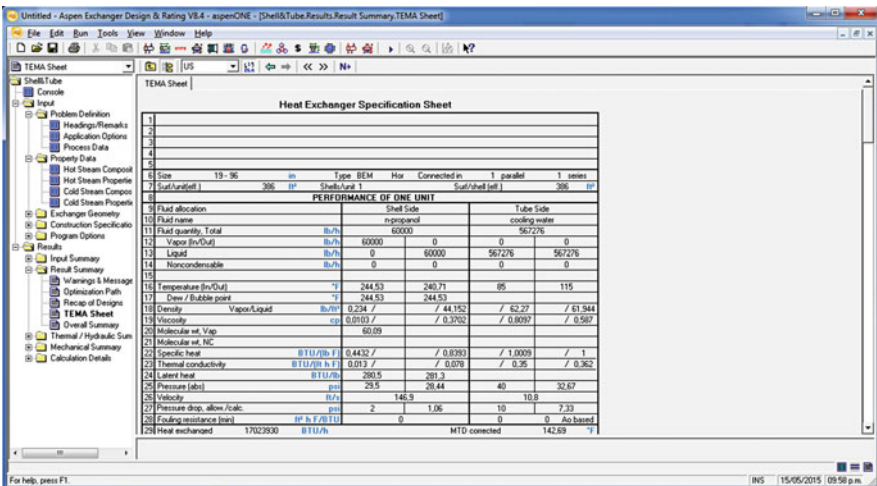 Untitled - Aspen Exchanger Design & Rating V8.4 - aspenONE - [Shell&Tube.Results.Result Summary.TEMA Sheet]
File Edit Run Tools View Window Help
TEMA Sheet
US
N+
Shell&Tube
Console
Input
Problem Definition
Headings/Remarks
Application Options
Process Data
Property Data
Hot Stream Composit
Hot Stream Propertie
Cold Stream Compos
Cold Stream Propertie
Exchanger Geometry
Construction Specificatio
Program Options
Results
Input Summary
Result Summary
Warnings & Message
Optimization Path
Recap of Designs
TEMA Sheet
Overall Summary
Thermal / Hydraulic Sum
Mechanical Summary
Calculation Details
TEMA Sheet
Heat Exchanger Specification Sheet
1
2
3
4
5
6 Size 19 - 96 in Type BEM Hor Connected in 1 parallel 1 series
7 Surf/unit(eff.) 386 ft² Shells/unit 1 Surf/shell (eff.) 386 ft²
8 PERFORMANCE OF ONE UNIT
9 Fluid allocation Shell Side Tube Side
10 Fluid name n-propanol cooling water
11 Fluid quantity, Total lb/h 60000 567276
12 Vapor (In/Out) lb/h 60000 0 0 0
13 Liquid lb/h 0 60000 567276 567276
14 Noncondensable lb/h 0 0 0 0
15
16 Temperature (In/Out) °F 244,53 240,71 85 115
17 Dew / Bubble point °F 244,53 244,53
18 Density Vapor/Liquid lb/ft³ 0,234 / / 44,152 / 62,27 / 61,944
19 Viscosity cp 0,0103 / / 0,3702 / 0,8097 / 0,587
20 Molecular wt, Vap 60,09
21 Molecular wt, NC
22 Specific heat BTU/(lb F) 0,4432 / / 0,8393 / 1,0009 / 1
23 Thermal conductivity BTU/(ft h F) 0,013 / / 0,078 / 0,35 / 0,362
24 Latent heat BTU/lb 280,5 281,3
25 Pressure (abs) psi 29,5 28,44 40 32,67
26 Velocity ft/s 146,9 10,8
27 Pressure drop, allow./calc. psi 2 1,06 10 7,33
28 Fouling resistance (min) ft² h F/BTU 0 0 0 Ao based
29 Heat exchanged 17023930 BTU/h MTD corrected 142,69 °F
For help, press F1.
INS 15/05/2015 09:58 p.m.